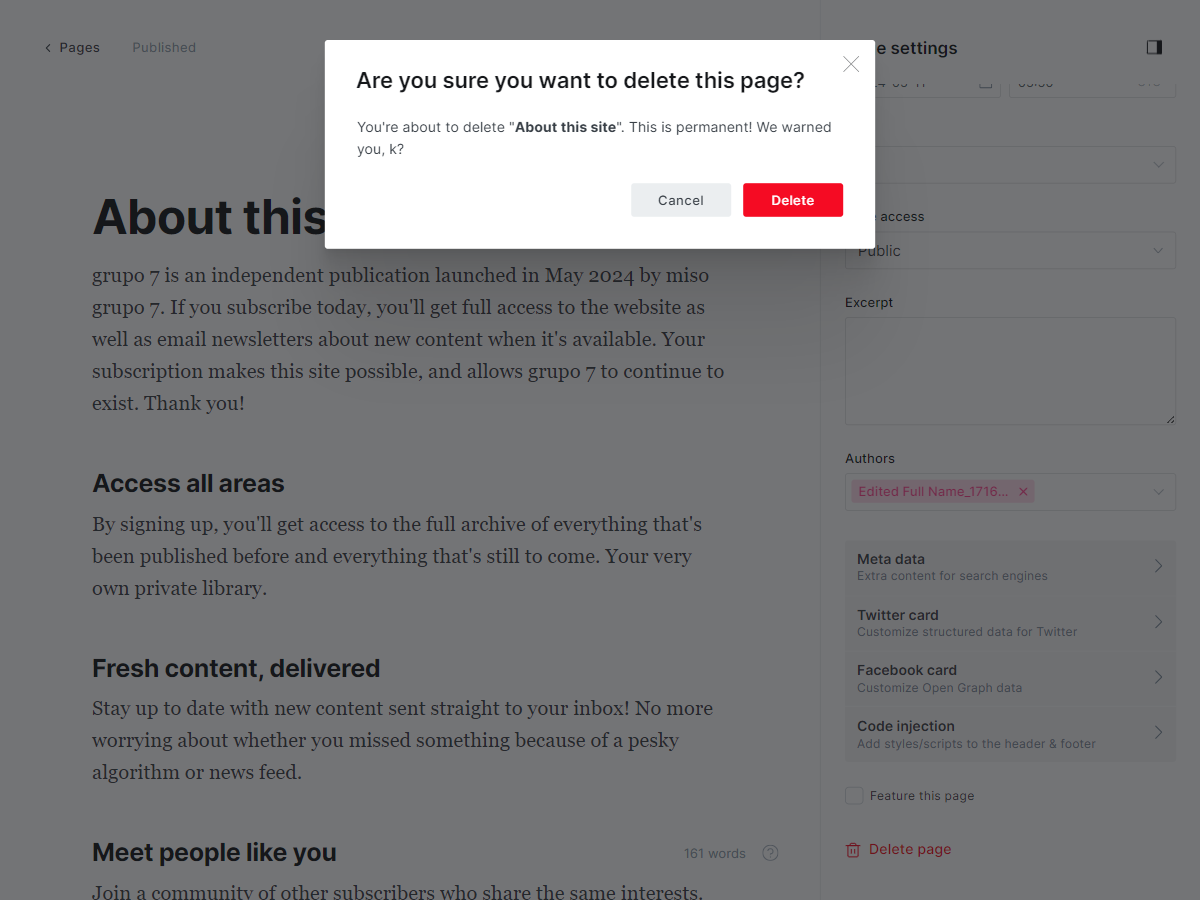 Pages
Published
settings
Are you sure you want to delete this page?
You're about to delete "About this site". This is permanent! We warned
you, k?
Cancel
Delete
About this
grupo 7 is an independent publication launched in May 2024 by miso
grupo 7. If you subscribe today, you'll get full access to the website as
well as email newsletters about new content when it's available. Your
subscription makes this site possible, and allows grupo 7 to continue to
exist. Thank you!
Access all areas
By signing up, you'll get access to the full archive of everything that's
been published before and everything that's still to come. Your very
own private library.
Fresh content, delivered
Stay up to date with new content sent straight to your inbox! No more
worrying about whether you missed something because of a pesky
algorithm or news feed.
Meet people like you
161 words
Join a community of other subscribers who share the same interests.
access
Public
Excerpt
Authors
Edited Full Name_1716...
Meta data
Extra content for search engines
Twitter card
Customize structured data for Twitter
Facebook card
Customize Open Graph data
Code injection
Add styles/scripts to the header & footer
Feature this page
Delete page